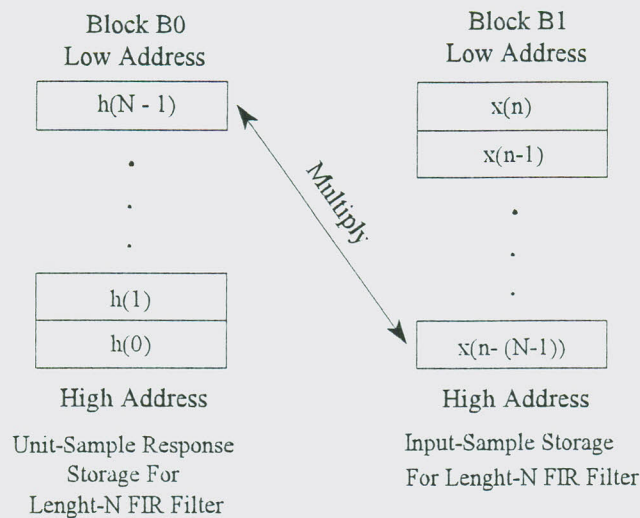 Block B0
Low Address
h(N - 1)
h(1)
h(0)
High Address
Unit-Sample Response
Storage For
Lenght-N FIR Filter
Multiply
Block B1
Low Address
x(n)
x(n-1)
x(n- (N-1))
High Address
Input-Sample Storage
For Lenght-N FIR Filter